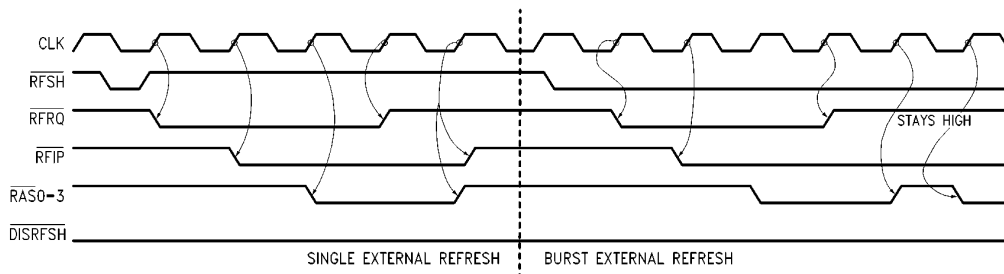 CLK
RFSH
RFRQ
STAYS HIGH
RFIP
RAS0-3
DISRFSH
SINGLE EXTERNAL REFRESH
BURST EXTERNAL REFRESH